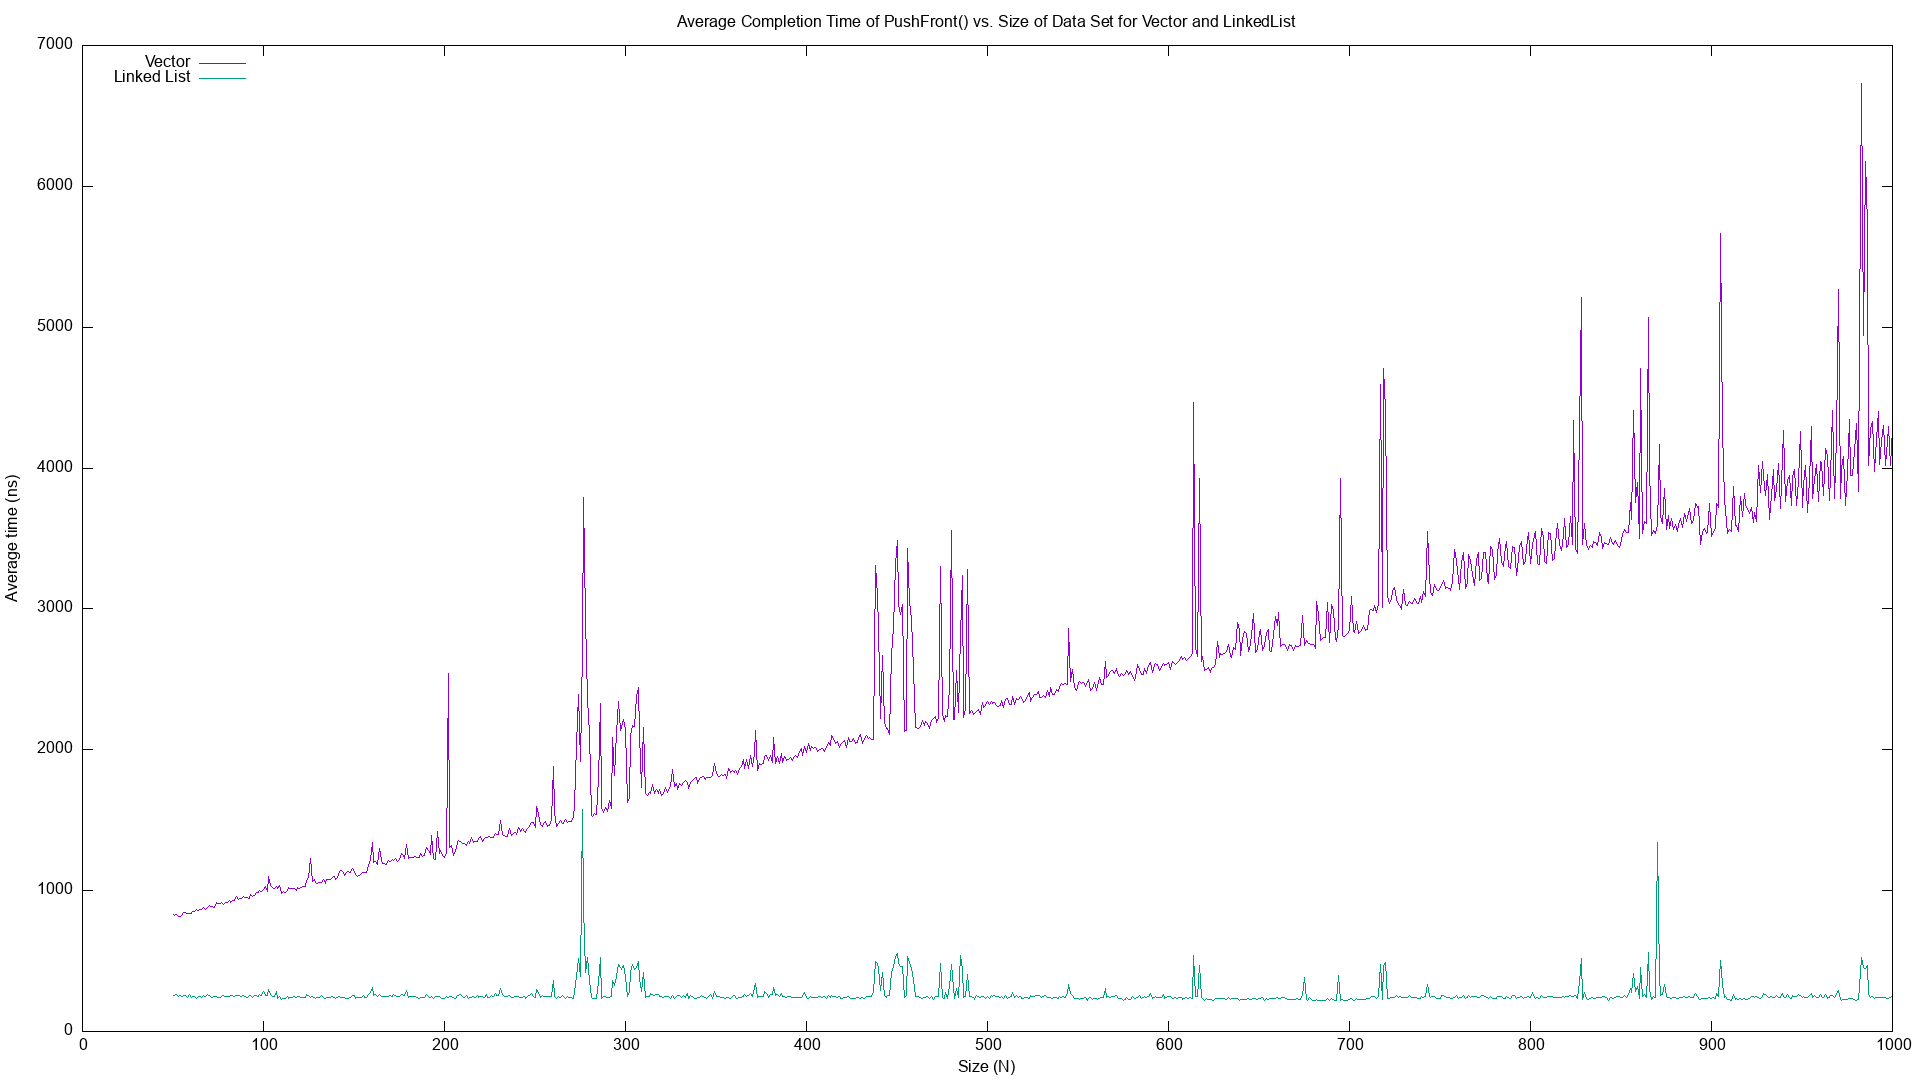 Average Completion Time of PushFront() vs. Size of Data Set for Vector and LinkedList
7000
6000
5000
4000
3000
2000
1000
0
Vector
Linked List
Average time (ns)
0 100 200 300 400 500 600 700 800 900 1000
Size (N)